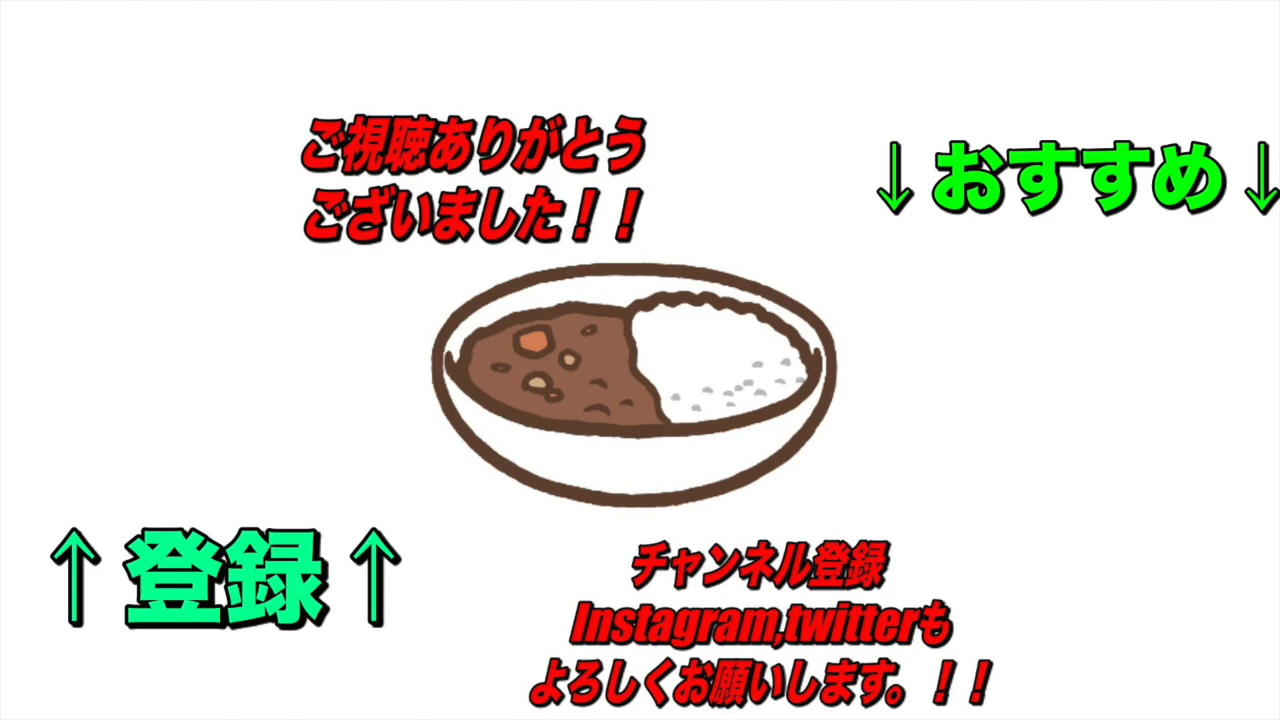 ご視聴ありがとう
ございました！！
↓おすすめ↓
↑登録↑
チャンネル登録
Instagram,twitterも
よろしくお願いします。！！